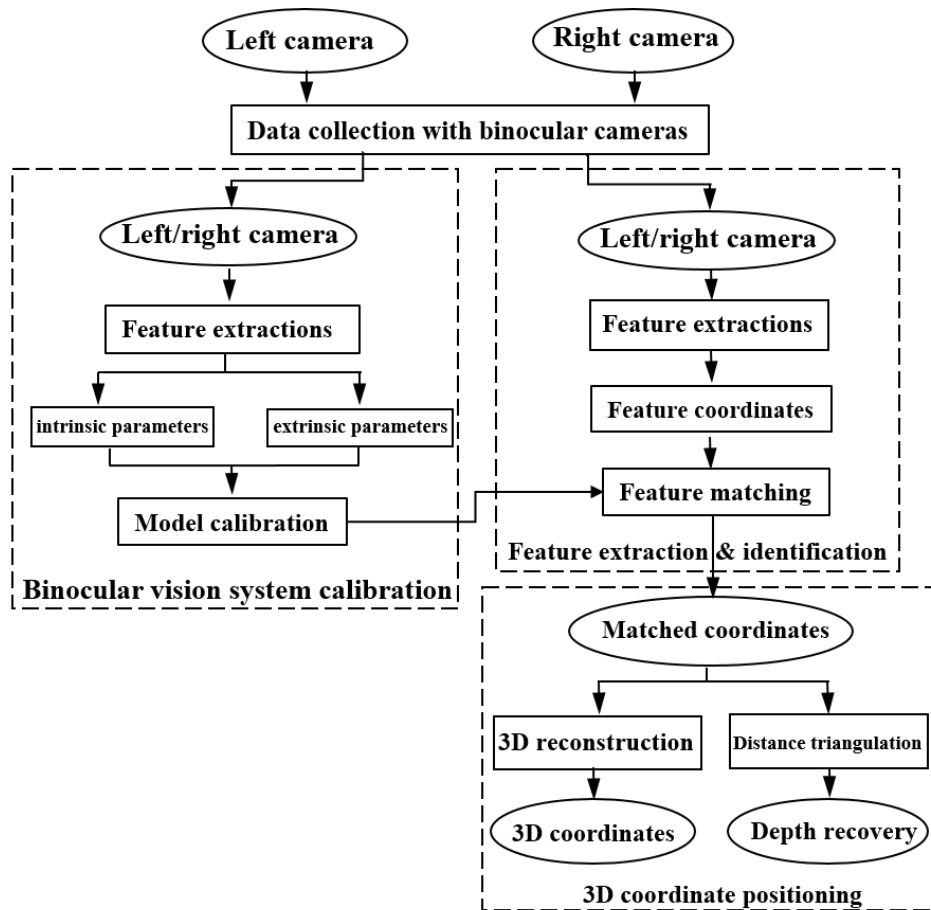 Left camera
Right camera
Data collection with binocular cameras
Left/right camera
Feature extractions
intrinsic parameters
extrinsic parameters
Model calibration
Binocular vision system calibration
Left/right camera
Feature extractions
Feature coordinates
Feature matching
Feature extraction & identification
Matched coordinates
3D reconstruction
Distance triangulation
3D coordinates
Depth recovery
3D coordinate positioning